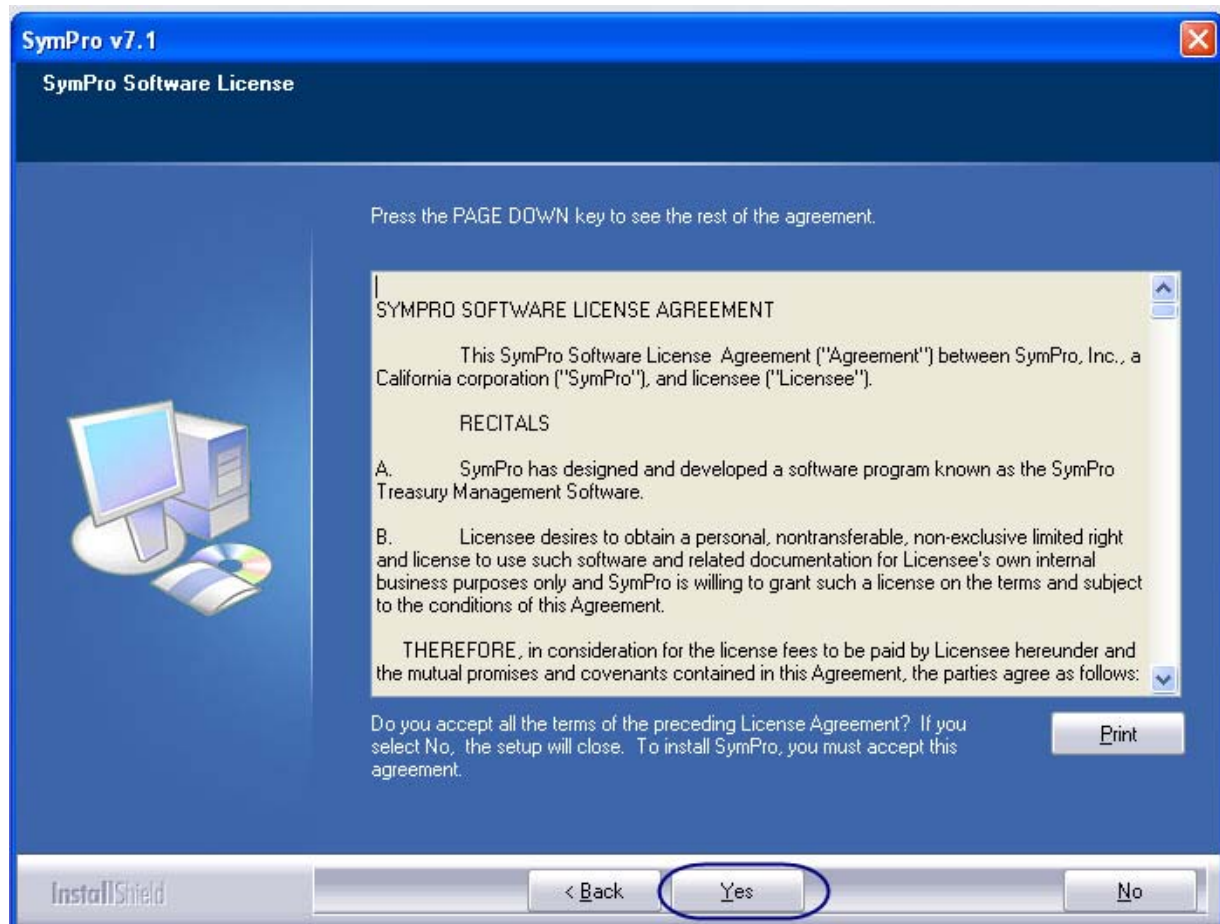 SymPro v7.1
SymPro Software License
Press the PAGE DOWN key to see the rest of the agreement.
SYMPRO SOFTWARE LICENSE AGREEMENT
This SymPro Software License Agreement ("Agreement") between SymPro, Inc., a
California corporation ("SymPro"), and licensee ("Licensee").
RECITALS
A. SymPro has designed and developed a software program known as the SymPro
Treasury Management Software.
B. Licensee desires to obtain a personal, nontransferable, non-exclusive limited right
and license to use such software and related documentation for Licensee's own internal
business purposes only and SymPro is willing to grant such a license on the terms and subject
to the conditions of this Agreement.
THEREFORE, in consideration for the license fees to be paid by Licensee hereunder and
the mutual promises and covenants contained in this Agreement, the parties agree as follows:
Do you accept all the terms of the preceding License Agreement? If you
select No, the setup will close. To install SymPro, you must accept this
agreement.
Print
InstallShield
< Back
Yes
No